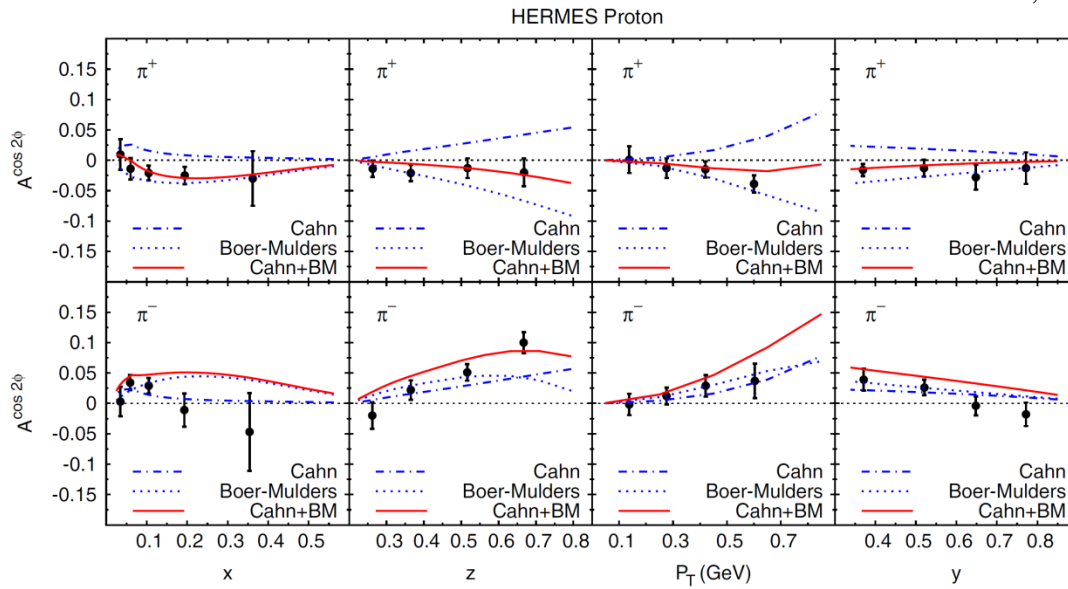 HERMES Proton
π+ π+ π+ π+
A^cos 2ϕ
0.15
0.1
0.05
0
-0.05
-0.1
-0.15
Cahn
Boer-Mulders
Cahn+BM
Cahn
Boer-Mulders
Cahn+BM
Cahn
Boer-Mulders
Cahn+BM
Cahn
Boer-Mulders
Cahn+BM
π− π− π− π−
A^cos 2ϕ
0.15
0.1
0.05
0
-0.05
-0.1
-0.15
Cahn
Boer-Mulders
Cahn+BM
Cahn
Boer-Mulders
Cahn+BM
Cahn
Boer-Mulders
Cahn+BM
Cahn
Boer-Mulders
Cahn+BM
0.1 0.2 0.3 0.4 0.5
0.3 0.4 0.5 0.6 0.7 0.8
0.1 0.3 0.5 0.7
0.4 0.5 0.6 0.7 0.8
x
z
P_T (GeV)
y